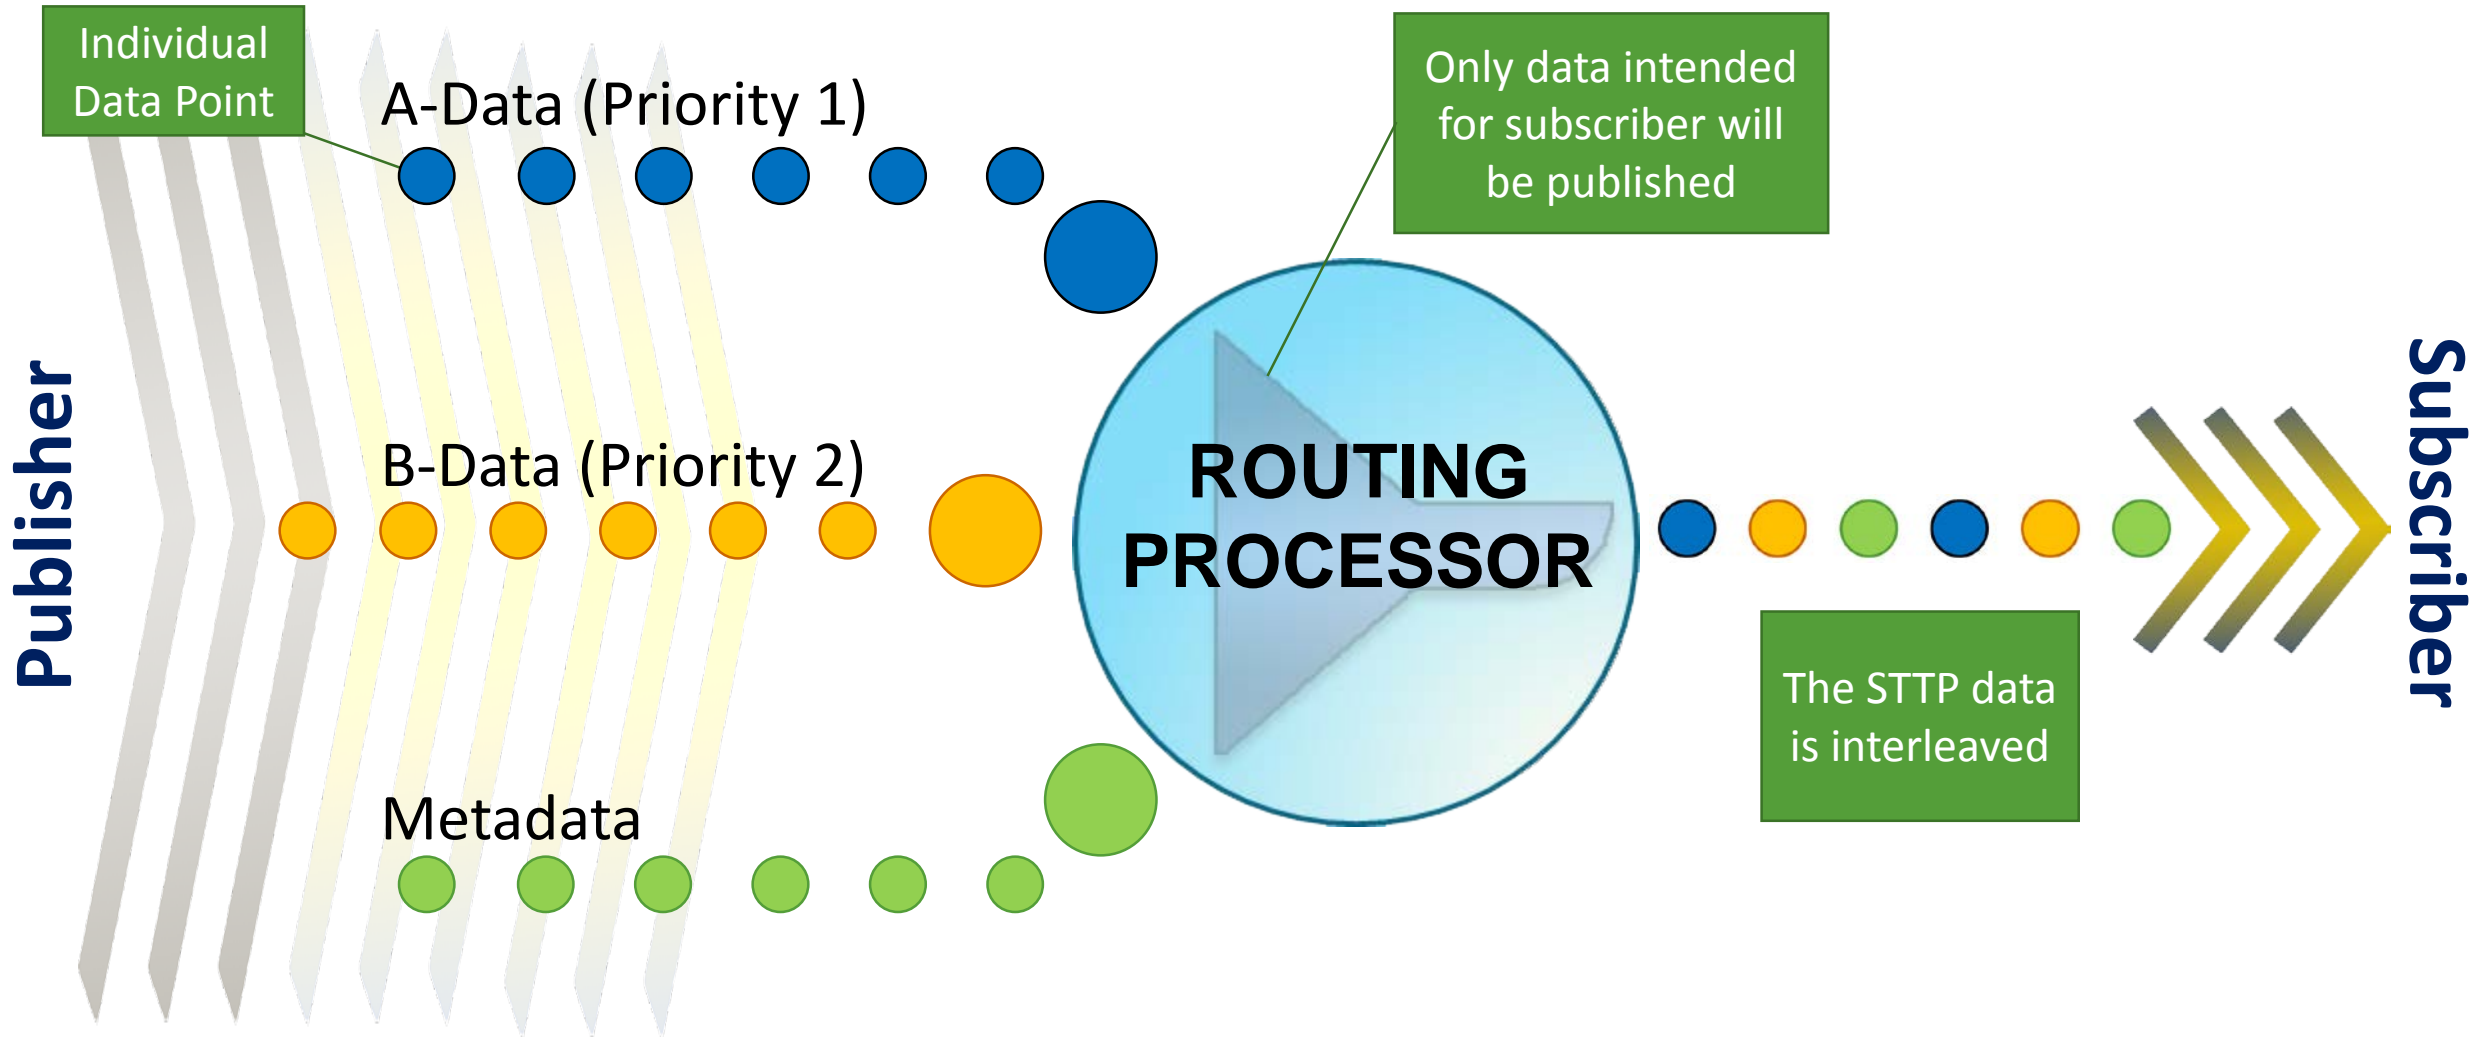 Individual
Data Point
A-Data (Priority 1)
Only data intended
for subscriber will
be published
Publisher
B-Data (Priority 2)
ROUTING
PROCESSOR
Subscriber
The STTP data
is interleaved
Metadata